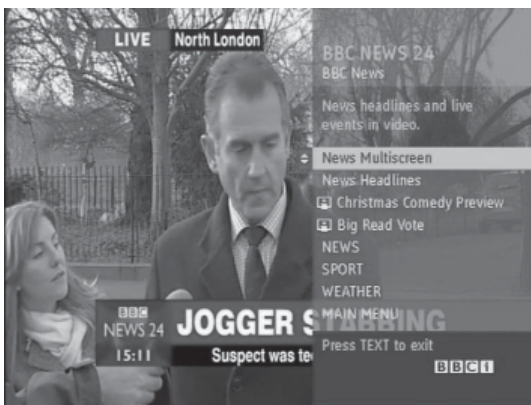 LIVE North London
BBC NEWS 24
BBC News
News headlines and live
events in video.
News Multiscreen
News Headlines
Christmas Comedy Preview
Big Read Vote
NEWS
SPORT
WEATHER
MAIN MENU
Press TEXT to exit
BBC 1
BBC
NEWS 24
JOGGER STABBING
15:11
Suspect was